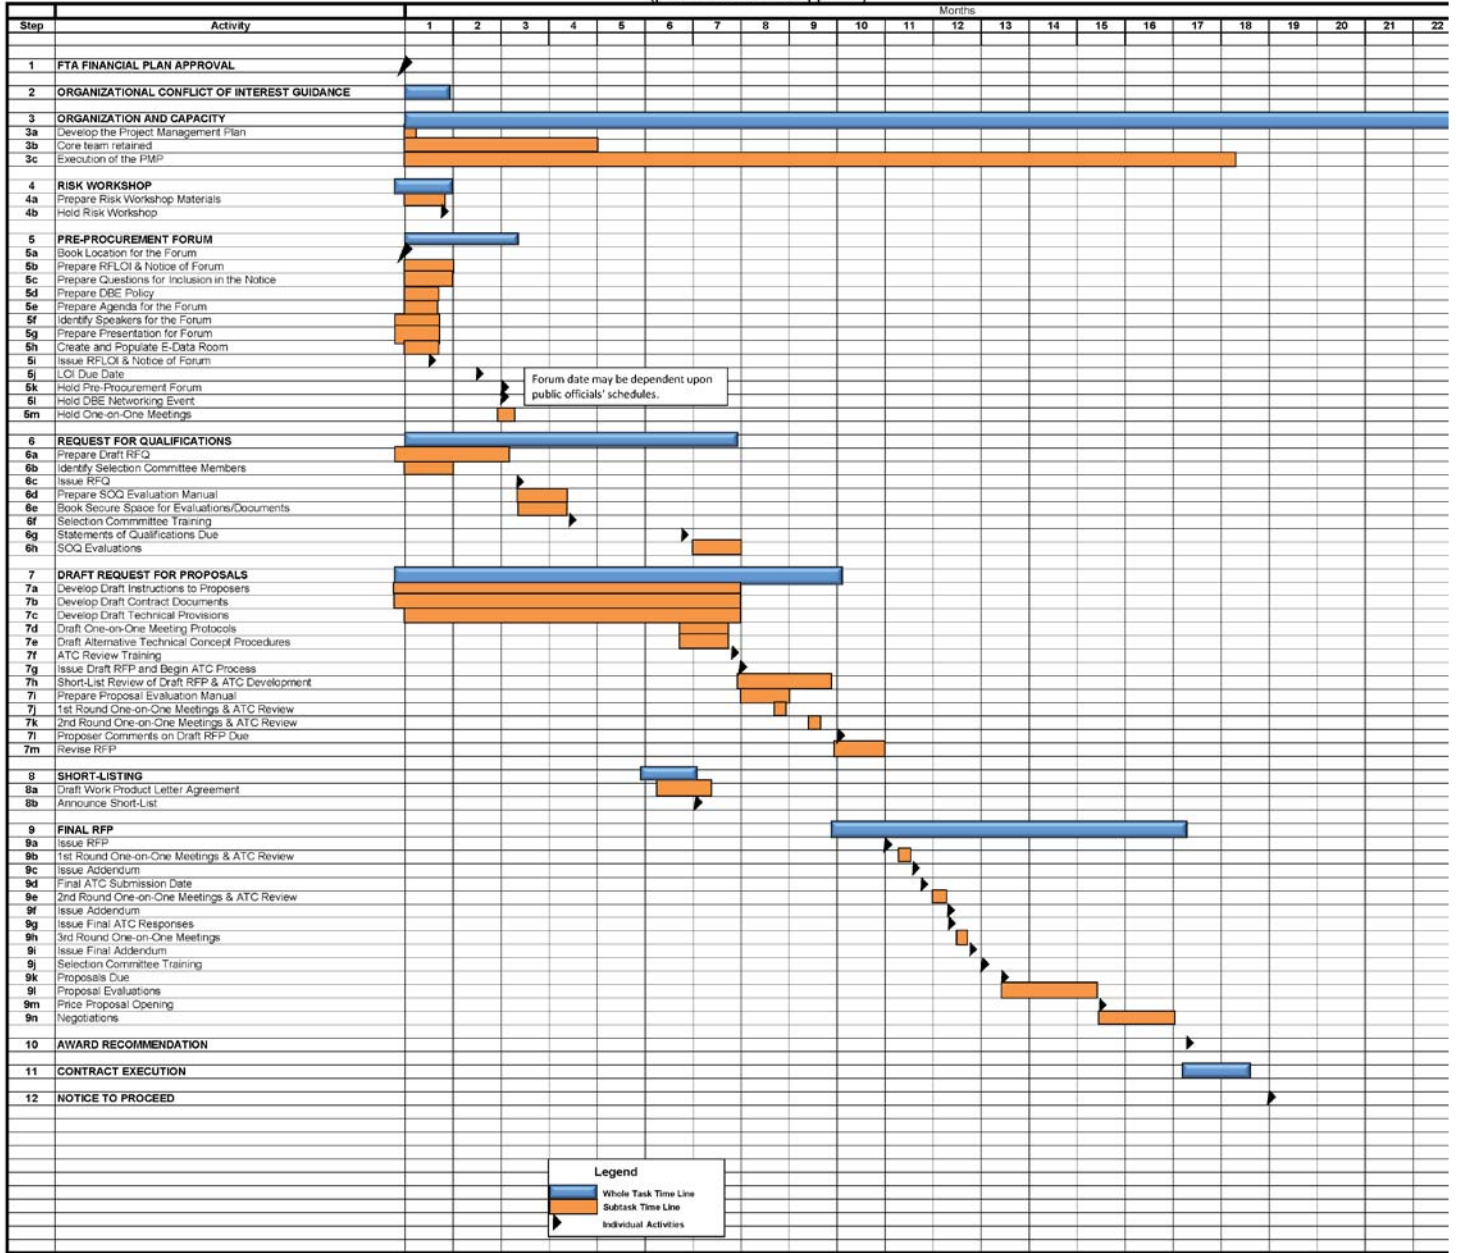 Months
Step Activity 1 2 3 4 5 6 7 8 9 10 11 12 13 14 15 16 17 18 19 20 21 22
1 FTA FINANCIAL PLAN APPROVAL
2 ORGANIZATIONAL CONFLICT OF INTEREST GUIDANCE
3 ORGANIZATION AND CAPACITY
3a Develop the Project Management Plan
3b Core team retained
3c Execution of the PMP
4 RISK WORKSHOP
4a Prepare Risk Workshop Materials
4b Hold Risk Workshop
5 PRE-PROCUREMENT FORUM
5a Book Location for the Forum
5b Prepare RFLOI & Notice of Forum
5c Prepare Questions for Inclusion in the Notice
5d Prepare DBE Policy
5e Prepare Agenda for the Forum
5f Identify Speakers for the Forum
5g Prepare Presentation for Forum
5h Create and Populate E-Data Room
5i Issue RFLOI & Notice of Forum
5j LOI Due Date
5k Hold Pre-Procurement Forum
5l Hold DBE Networking Event
5m Hold One-on-One Meetings
Forum date may be dependent upon
public officials' schedules.
6 REQUEST FOR QUALIFICATIONS
6a Prepare Draft RFQ
6b Identify Selection Committee Members
6c Issue RFQ
6d Prepare SOQ Evaluation Manual
6e Book Secure Space for Evaluations/Documents
6f Selection Commmittee Training
6g Statements of Qualifications Due
6h SOQ Evaluations
7 DRAFT REQUEST FOR PROPOSALS
7a Develop Draft Instructions to Proposers
7b Develop Draft Contract Documents
7c Develop Draft Technical Provisions
7d Draft One-on-One Meeting Protocols
7e Draft Alternative Technical Concept Procedures
7f ATC Review Training
7g Issue Draft RFP and Begin ATC Process
7h Short-List Review of Draft RFP & ATC Development
7i Prepare Proposal Evaluation Manual
7j 1st Round One-on-One Meetings & ATC Review
7k 2nd Round One-on-One Meetings & ATC Review
7l Proposer Comments on Draft RFP Due
7m Revise RFP
8 SHORT-LISTING
8a Draft Work Product Letter Agreement
8b Announce Short-List
9 FINAL RFP
9a Issue RFP
9b 1st Round One-on-One Meetings & ATC Review
9c Issue Addendum
9d Final ATC Submission Date
9e 2nd Round One-on-One Meetings & ATC Review
9f Issue Addendum
9g Issue Final ATC Responses
9h 3rd Round One-on-One Meetings
9i Issue Final Addendum
9j Selection Committee Training
9k Proposals Due
9l Proposal Evaluations
9m Price Proposal Opening
9n Negotiations
10 AWARD RECOMMENDATION
11 CONTRACT EXECUTION
12 NOTICE TO PROCEED
Legend
Whole Task Time Line
Subtask Time Line
Individual Activities